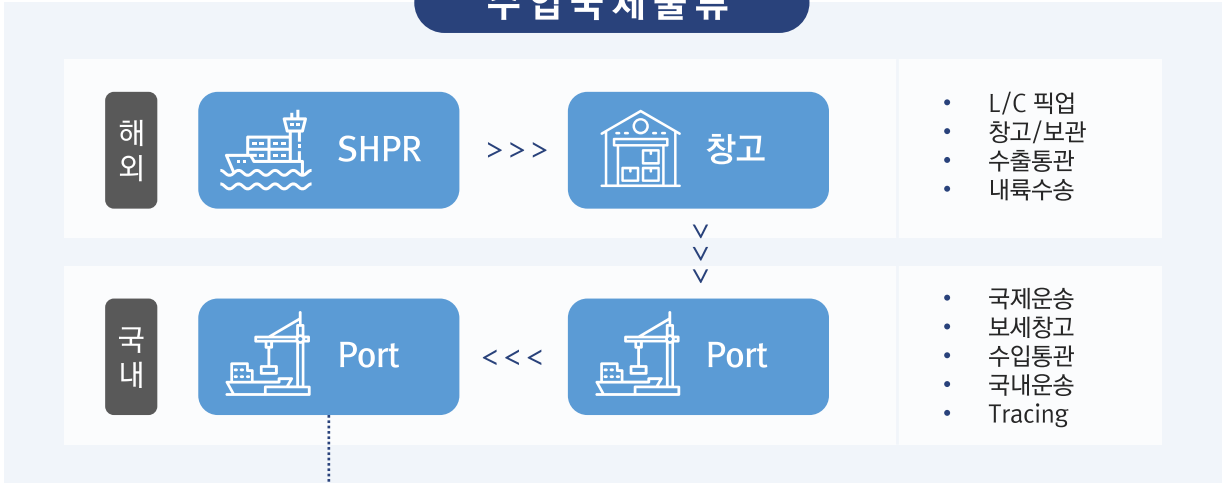 수입국제물류
해외
SHPR
>>>
창고
• L/C 픽업
• 창고/보관
• 수출통관
• 내륙수송
국내
Port
<<<
Port
• 국제운송
• 보세창고
• 수입통관
• 국내운송
• Tracing